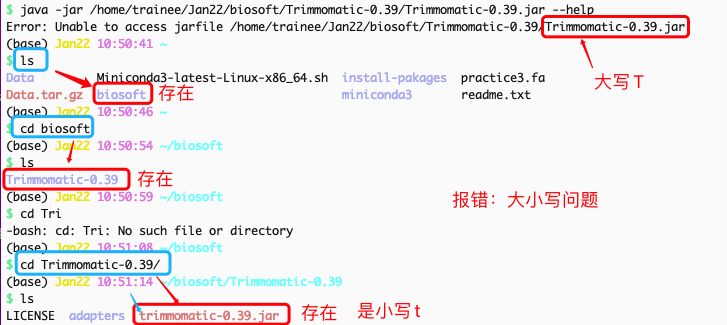 $ java -jar /home/trainee/Jan22/biosoft/Trimmomatic-0.39/Trimmomatic-0.39.jar --help
Error: Unable to access jarfile /home/trainee/Jan22/biosoft/Trimmomatic-0.39/Trimmomatic-0.39.jar
(base) Jan22 10:50:41 ~
$ ls
大写T
Data Miniconda3-latest-Linux-x86_64.sh install-pakages practice3.fa
Data.tar.gz biosoft 存在 miniconda3 readme.txt
(base) Jan22 10:50:46 ~
$ cd biosoft
(base) Jan22 10:50:54 ~/biosoft
$ ls
Trimmomatic-0.39 存在
(base) Jan22 10:50:59 ~/biosoft
报错：大小写问题
$ cd Tri
-bash: cd: Tri: No such file or directory
(base) Jan22 10:51:08 ~/biosoft
$ cd Trimmomatic-0.39/
(base) Jan22 10:51:14 ~/biosoft/Trimmomatic-0.39
$ ls
LICENSE adapters trimmomatic-0.39.jar 存在 是小写t